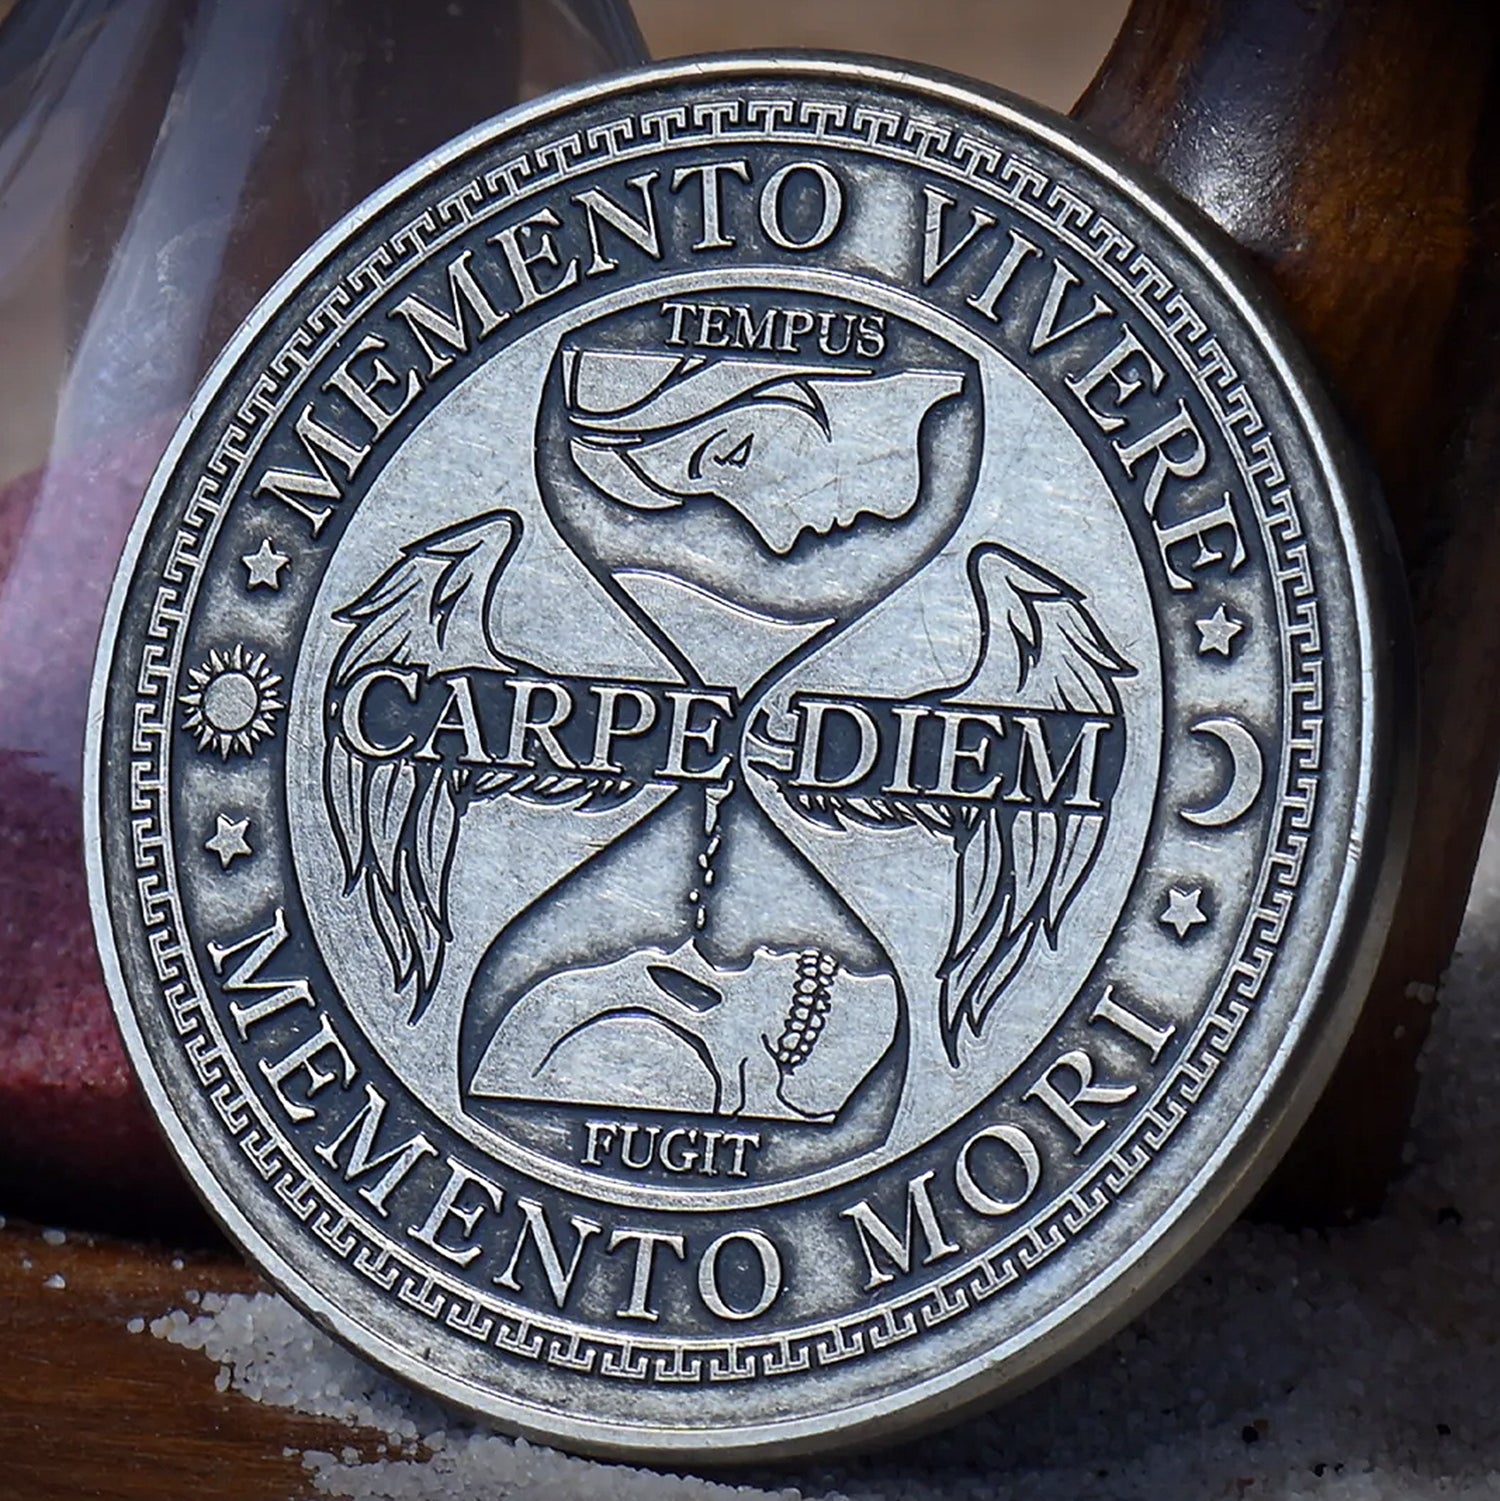 MEMENTO VIVERE
TEMPUS
CARPE DIEM
FUGIT
MEMENTO MORI